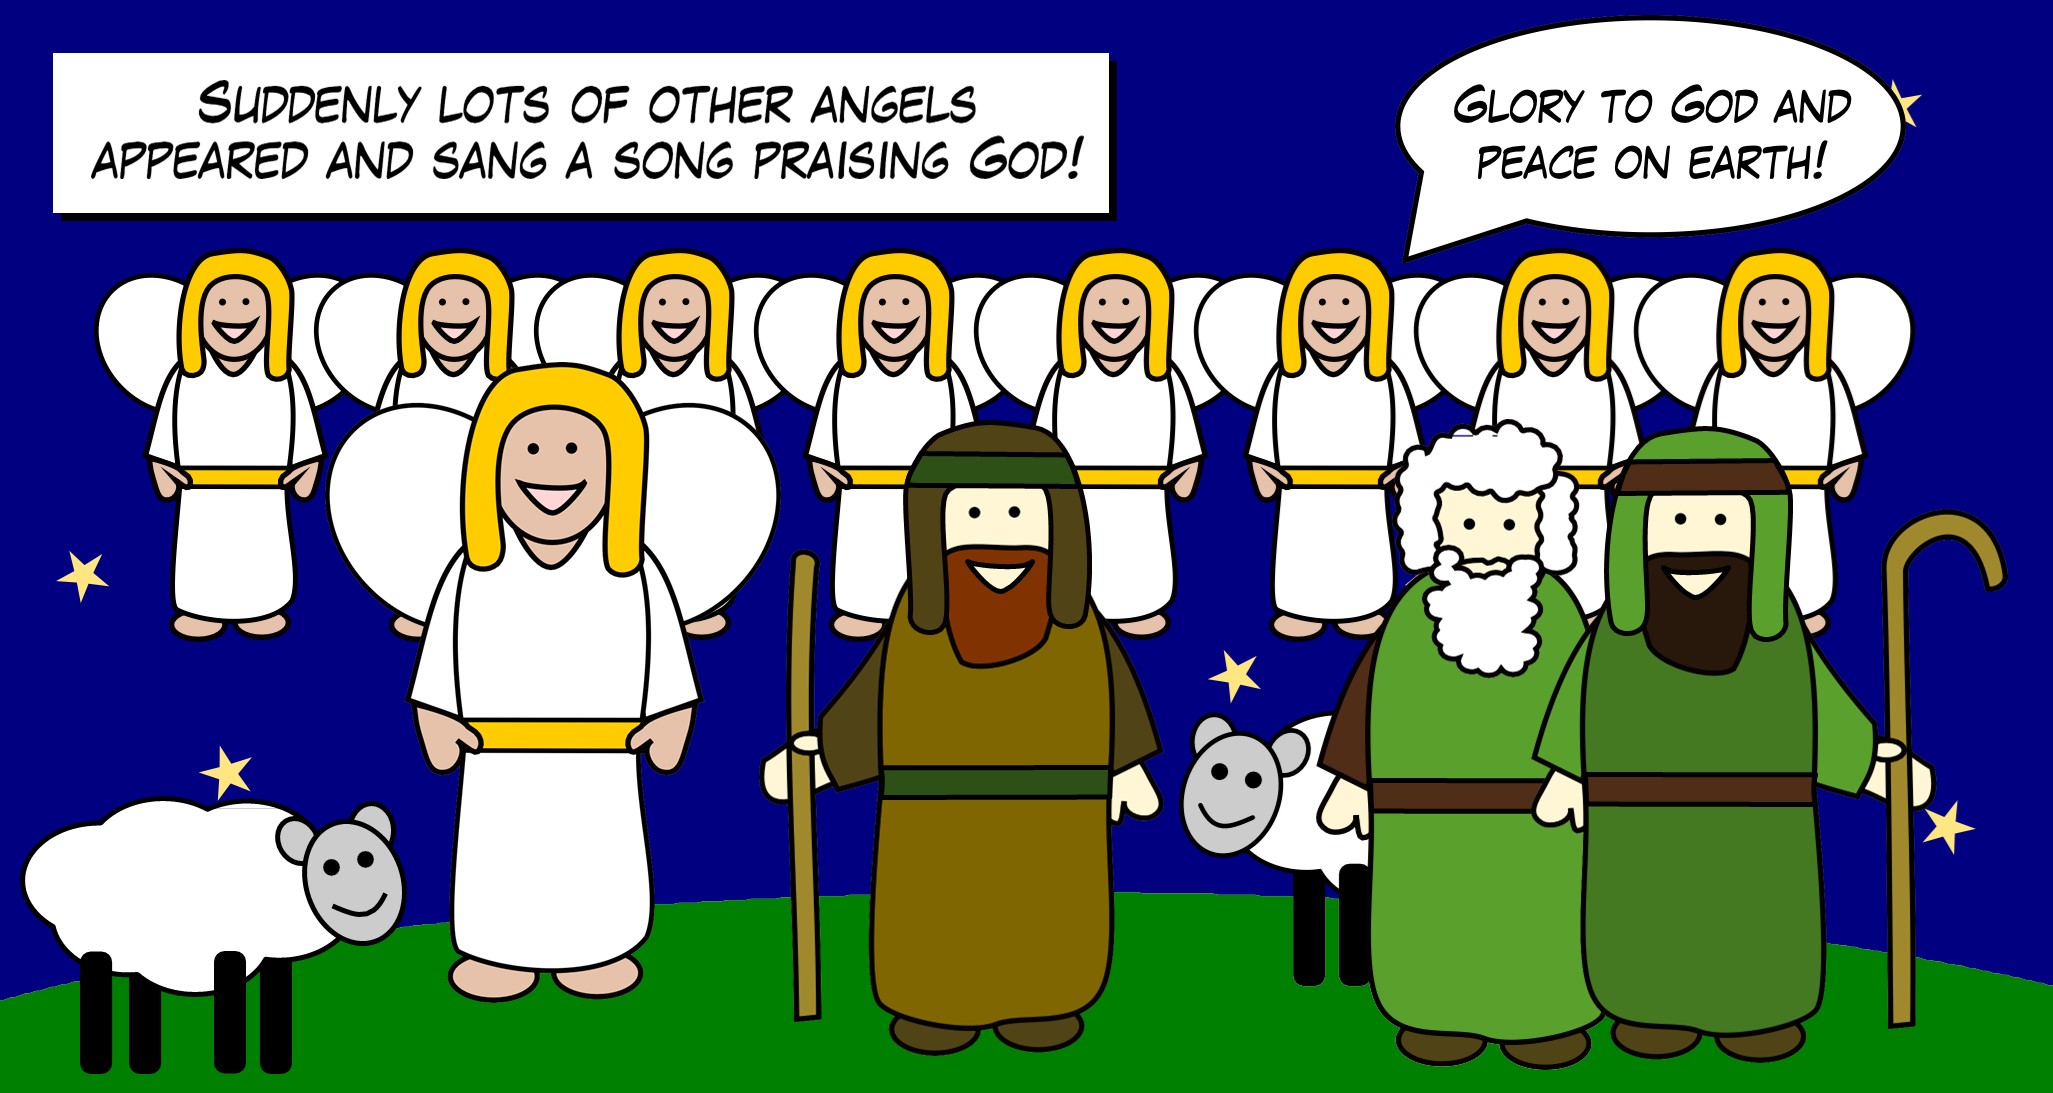 Suddenly lots of other angels
appeared and sang a song praising God!
Glory to God and
peace on earth!